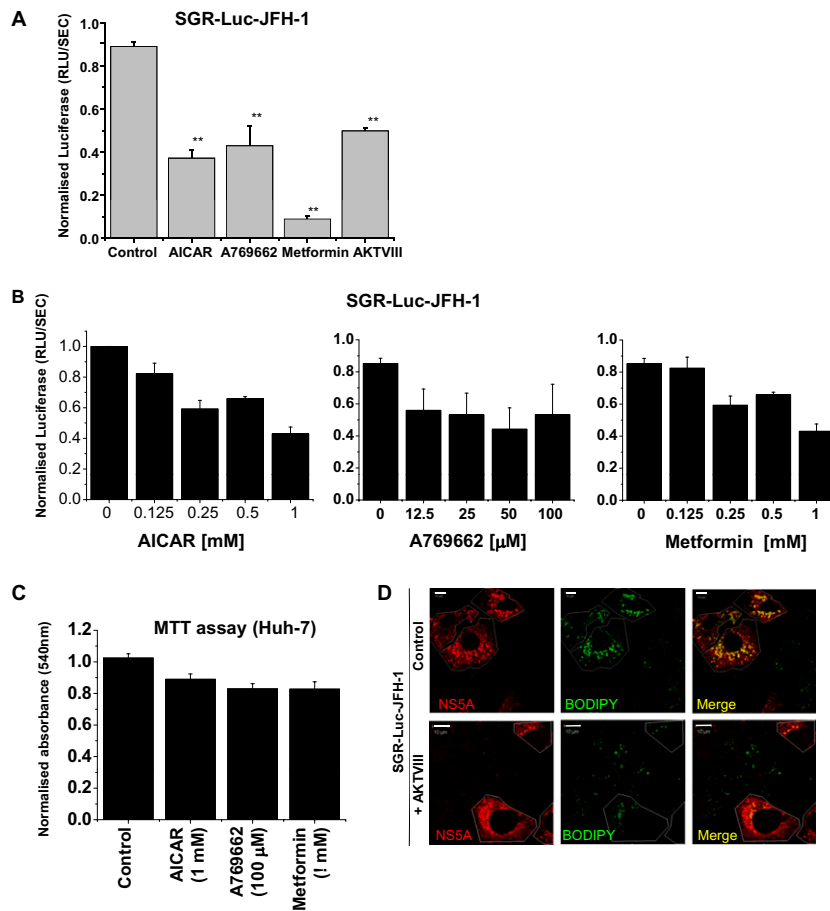 A
SGR-Luc-JFH-1
Normalised Luciferase (RLU/SEC)
1.0
0.8
0.6
0.4
0.2
0.0
**
**
**
**
Control
AICAR
A769662
Metformin
AKTVIII
B
SGR-Luc-JFH-1
Normalised Luciferase (RLU/SEC)
1.0
0.8
0.6
0.4
0.2
0.0
0 0.125 0.25 0.5 1
AICAR [mM]
1.0
0.8
0.6
0.4
0.2
0.0
0 12.5 25 50 100
A769662 [μM]
1.0
0.8
0.6
0.4
0.2
0.0
0 0.125 0.25 0.5 1
Metformin [mM]
C
MTT assay (Huh-7)
Normalised absorbance (540nm)
1.2
1.0
0.8
0.6
0.4
0.2
0.0
Control
AICAR
(1 mM)
A769662
(100 μM)
Metformin
(! mM)
D
SGR-Luc-JFH-1
Control
NS5A
BODIPY
Merge
+ AKTVIII
10 μm
NS5A
BODIPY
Merge